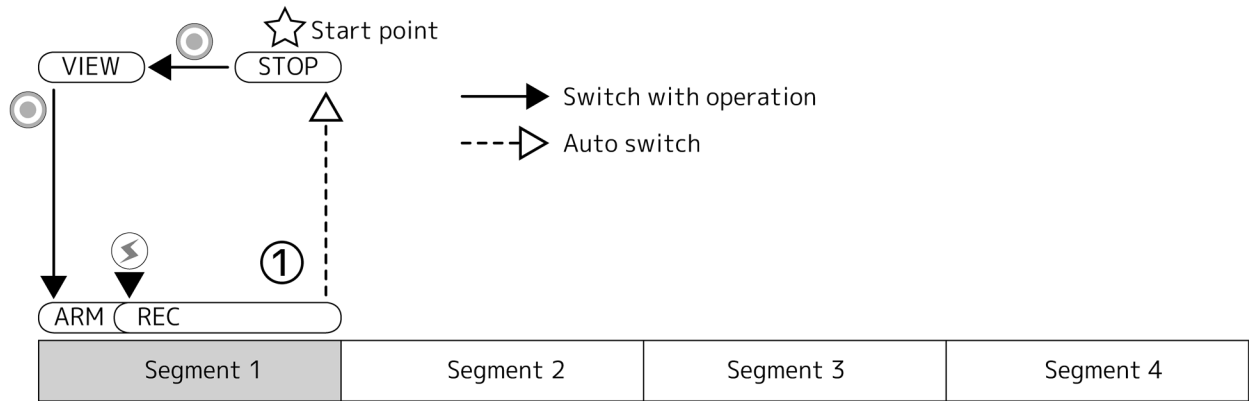 Start point
VIEW
STOP
Switch with operation
Auto switch
①
ARM
REC
Segment 1
Segment 2
Segment 3
Segment 4